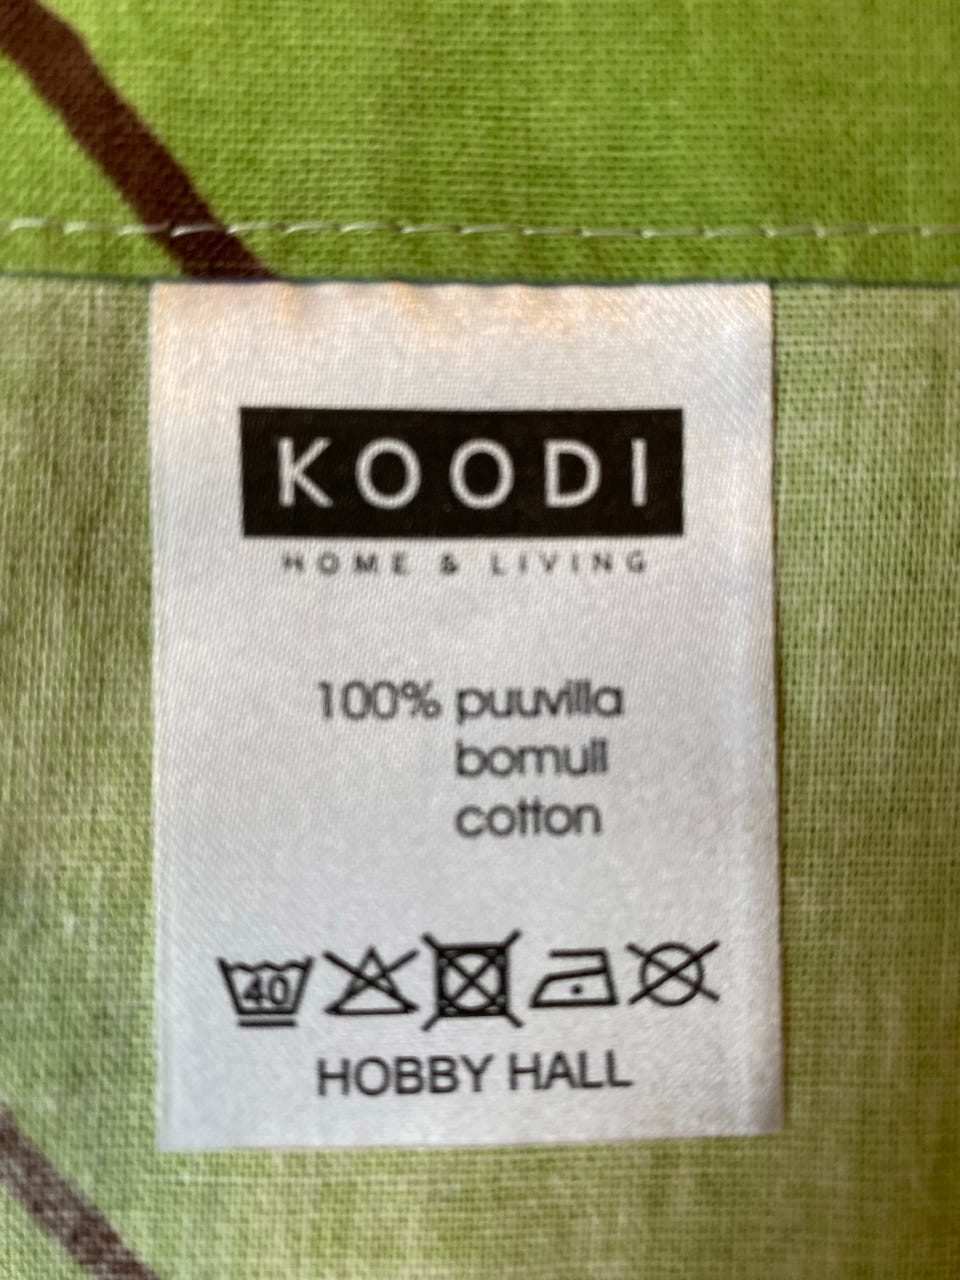 KOODI
HOME & LIVING
100% puuvilla
bomull
cotton
40
HOBBY HALL